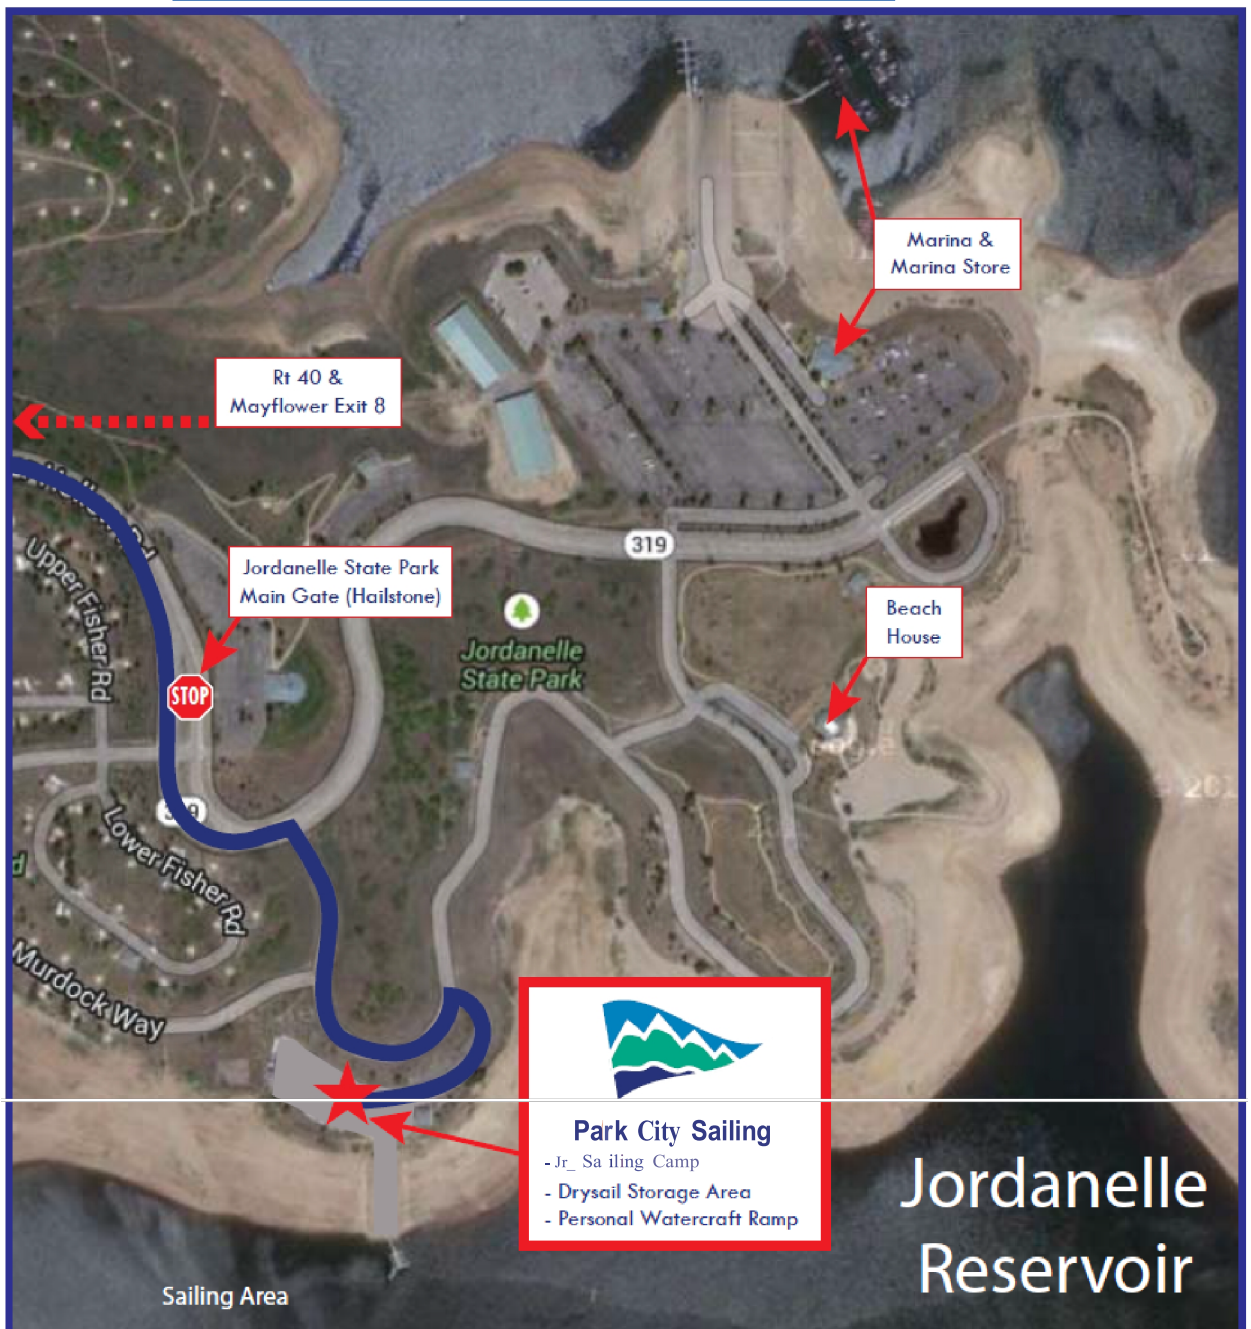 Marina &
Marina Store
Rt 40 &
Mayflower Exit 8
Upper Fisher Rd
319
Jordanelle State Park
Main Gate (Hailstone)
Jordanelle
State Park
Beach
House
STOP
Lower Fisher Rd
Murdock Way
Park City Sailing
- Jr_ Sa iling Camp
- Drysail Storage Area
- Personal Watercraft Ramp
Jordanelle
Reservoir
Sailing Area